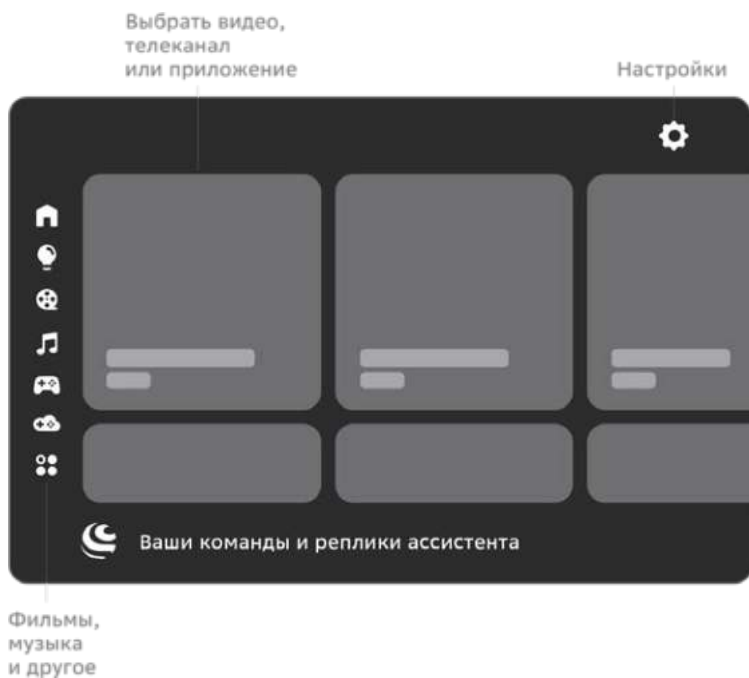 Выбрать видео,
телеканал
или приложение
Настройки
Ваши команды и реплики ассистента
Фильмы,
музыка
и другое